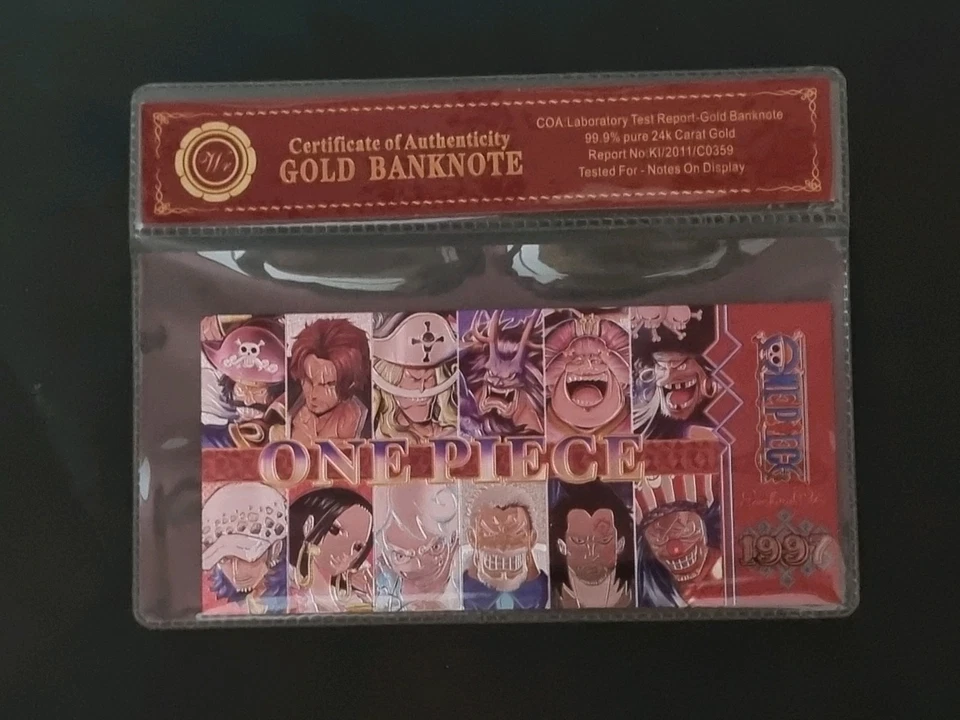 Certificate of Authenticity
GOLD BANKNOTE
COA:Laboratory Test Report-Gold Banknote
99.9% pure 24k Carat Gold
Report No:KI/2011/C0359
Tested For - Notes On Display
ONE PIECE
ONE PIECE
1997